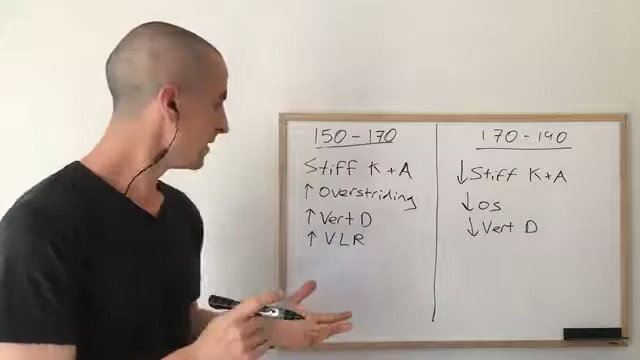 150 - 170
Stiff K + A
↑ Overstriding
↑ Vert D
↑ VLR
170 - 190
↓ Stiff K + A
↓ OS
↓ Vert D